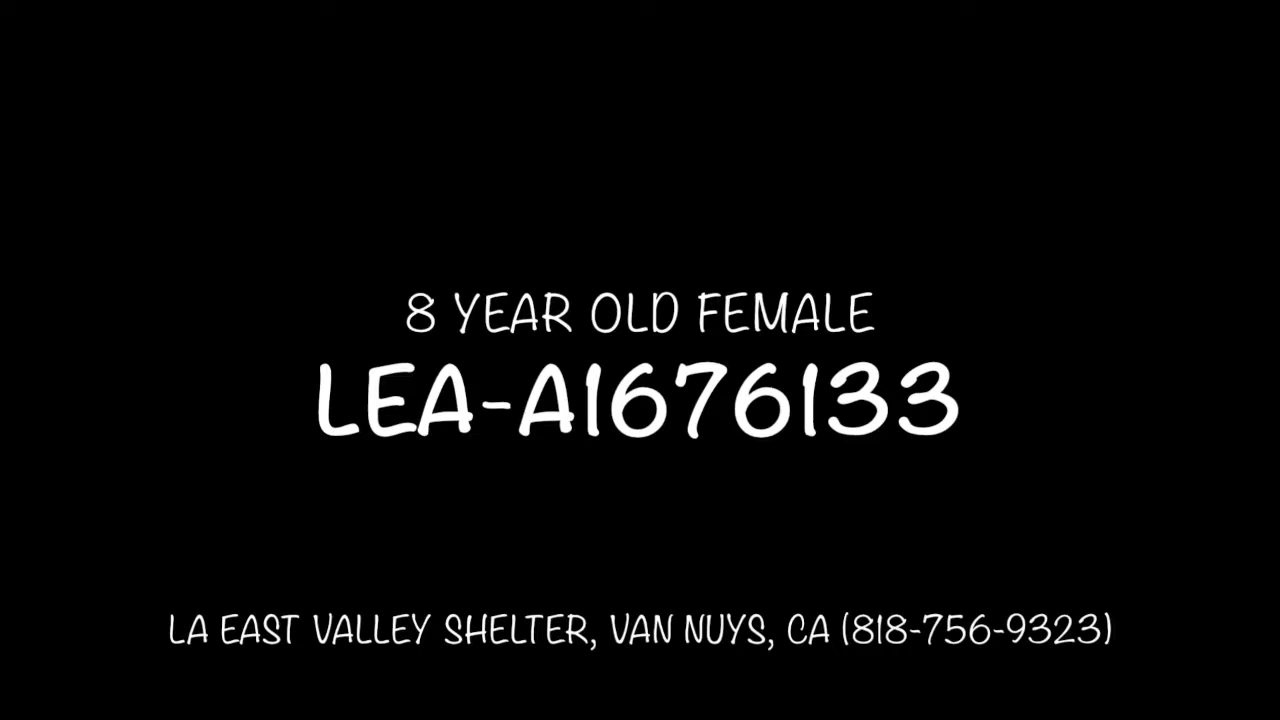 8 YEAR OLD FEMALE
LEA-A1676133
LA EAST VALLEY SHELTER, VAN NUYS, CA (818-756-9323)